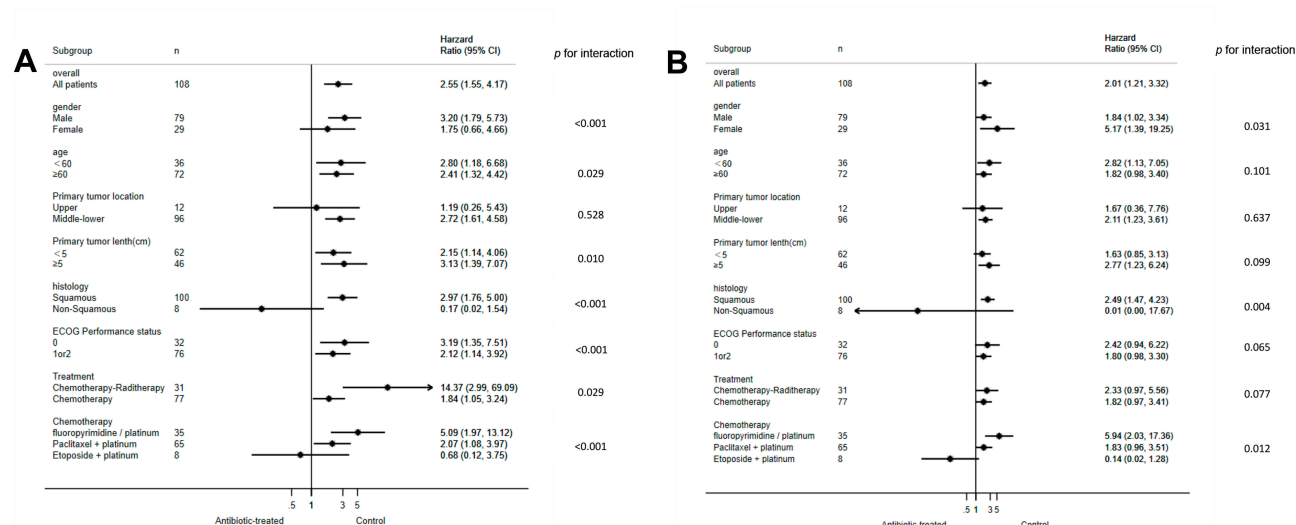 A
Harzard
Subgroup n Ratio (95% CI) p for interaction
overall
All patients 108 2.55 (1.55, 4.17)
gender
Male 79 3.20 (1.79, 5.73)
<0.001
Female 29 1.75 (0.66, 4.66)
age
<60 36 2.80 (1.18, 6.68)
0.029
≥60 72 2.41 (1.32, 4.42)
Primary tumor location
Upper 12 1.19 (0.26, 5.43)
0.528
Middle-lower 96 2.72 (1.61, 4.58)
Primary tumor lenth(cm)
<5 62 2.15 (1.14, 4.06)
0.010
≥5 46 3.13 (1.39, 7.07)
histology
Squamous 100 2.97 (1.76, 5.00)
<0.001
Non-Squamous 8 0.17 (0.02, 1.54)
ECOG Performance status
0 32 3.19 (1.35, 7.51)
<0.001
1or2 76 2.12 (1.14, 3.92)
Treatment
Chemotherapy-Raditherapy 31 14.37 (2.99, 69.09)
0.029
Chemotherapy 77 1.84 (1.05, 3.24)
Chemotherapy
fluoropyrimidine / platinum 35 5.09 (1.97, 13.12)
Paclitaxel + platinum 65 2.07 (1.08, 3.97)
<0.001
Etoposide + platinum 8 0.68 (0.12, 3.75)
.5 1 3 5
Antibiotic-treated Control
B
Harzard
Subgroup n Ratio (95% CI) p for interaction
overall
All patients 108 2.01 (1.21, 3.32)
gender
Male 79 1.84 (1.02, 3.34)
0.031
Female 29 5.17 (1.39, 19.25)
age
<60 36 2.82 (1.13, 7.05)
0.101
≥60 72 1.82 (0.98, 3.40)
Primary tumor location
Upper 12 1.67 (0.36, 7.76)
0.637
Middle-lower 96 2.11 (1.23, 3.61)
Primary tumor lenth(cm)
<5 62 1.63 (0.85, 3.13)
0.099
≥5 46 2.77 (1.23, 6.24)
histology
Squamous 100 2.49 (1.47, 4.23)
0.004
Non-Squamous 8 0.01 (0.00, 17.67)
ECOG Performance status
0 32 2.42 (0.94, 6.22)
0.065
1or2 76 1.80 (0.98, 3.30)
Treatment
Chemotherapy-Raditherapy 31 2.33 (0.97, 5.56)
0.077
Chemotherapy 77 1.82 (0.97, 3.41)
Chemotherapy
fluoropyrimidine / platinum 35 5.94 (2.03, 17.36)
Paclitaxel + platinum 65 1.83 (0.96, 3.51)
0.012
Etoposide + platinum 8 0.14 (0.02, 1.28)
.5 1 3 5
Antibiotic-treated Control